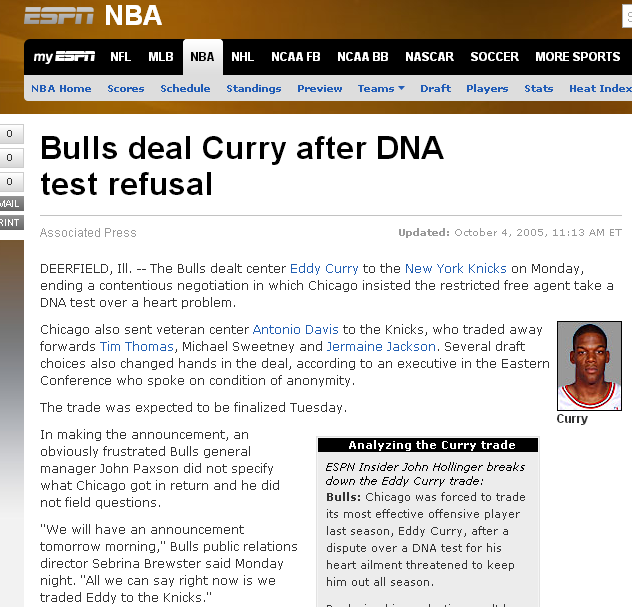 ESPN NBA
S
myESPN NFL MLB NBA NHL NCAA FB NCAA BB NASCAR SOCCER MORE SPORTS
NBA Home Scores Schedule Standings Preview Teams Draft Players Stats Heat Index
0
0
0
MAIL
RINT
Bulls deal Curry after DNA
test refusal
Associated Press
Updated: October 4, 2005, 11:13 AM ET
DEERFIELD, Ill. -- The Bulls dealt center Eddy Curry to the New York Knicks on Monday,
ending a contentious negotiation in which Chicago insisted the restricted free agent take a
DNA test over a heart problem.
Chicago also sent veteran center Antonio Davis to the Knicks, who traded away
forwards Tim Thomas, Michael Sweetney and Jermaine Jackson. Several draft
choices also changed hands in the deal, according to an executive in the Eastern
Conference who spoke on condition of anonymity.
Curry
The trade was expected to be finalized Tuesday.
In making the announcement, an
obviously frustrated Bulls general
manager John Paxson did not specify
what Chicago got in return and he did
not field questions.
"We will have an announcement
tomorrow morning," Bulls public relations
director Sebrina Brewster said Monday
night. "All we can say right now is we
traded Eddy to the Knicks."
Analyzing the Curry trade
ESPN Insider John Hollinger breaks
down the Eddy Curry trade:
Bulls: Chicago was forced to trade
its most effective offensive player
last season, Eddy Curry, after a
dispute over a DNA test for his
heart ailment threatened to keep
him out all season.